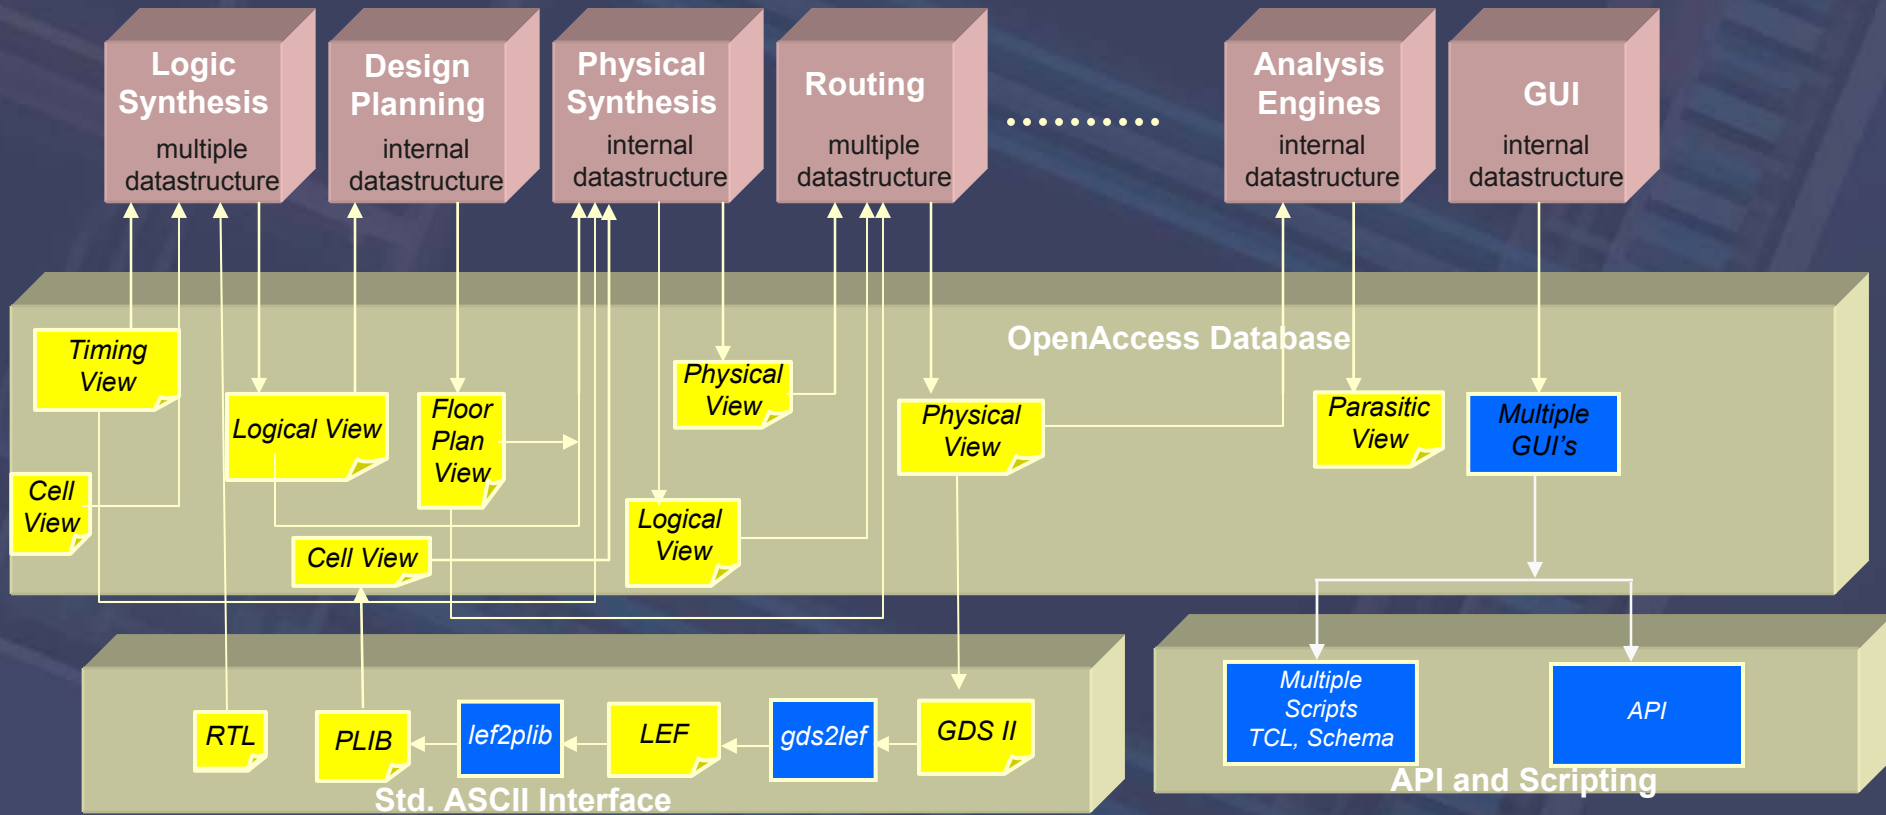 Logic
Synthesis
multiple
datastructure
Design
Planning
internal
datastructure
Physical
Synthesis
internal
datastructure
Routing
multiple
datastructure
..........
Analysis
Engines
internal
datastructure
GUI
internal
datastructure
OpenAccess Database
Timing
View
Cell
View
Logical View
Floor
Plan
View
Cell View
Physical
View
Logical
View
Physical
View
Parasitic
View
Multiple
GUI's
RTL
PLIB
lef2plib
LEF
gds2lef
GDS II
Std. ASCII Interface
Multiple
Scripts
TCL, Schema
API
API and Scripting